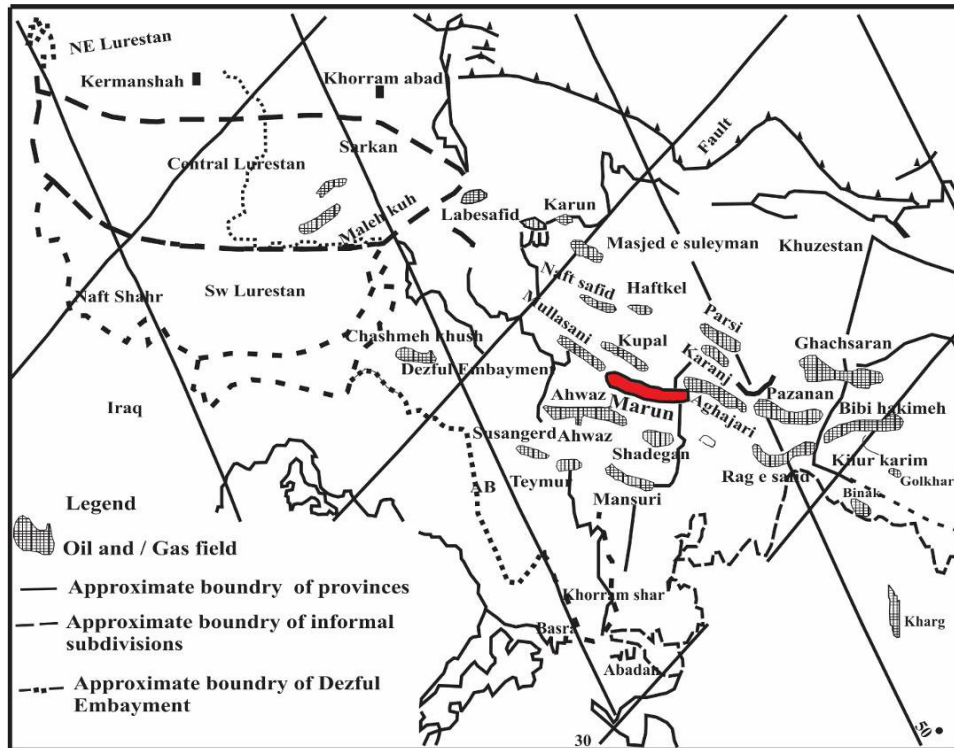 NE Lurestan
Kermanshah
Khorram abad
Fault
Sarkan
Central Lurestan
Maleh kuh
Labesafid
Karun
Masjed e suleyman
Khuzestan
Naft Shahr
Sw Lurestan
Naft safid
Haftkel
Mullasani
Kupal
Parsi
Karanj
Ghachsaran
Chashmeh khush
Dezful Embayment
Iraq
Ahwaz
Marun
Aghajari
Pazanan
Bibi hakimeh
Susangerd
Ahwaz
Shadegan
Rag e safid
Kilur karim
Golkhar
AB
Teymur
Mansuri
Binak
Legend
Oil and / Gas field
Approximate boundry of provinces
Approximate boundry of informal
subdivisions
Approximate boundry of Dezful
Embayment
Khorram shar
Kharg
Basra
Abadan
30
50